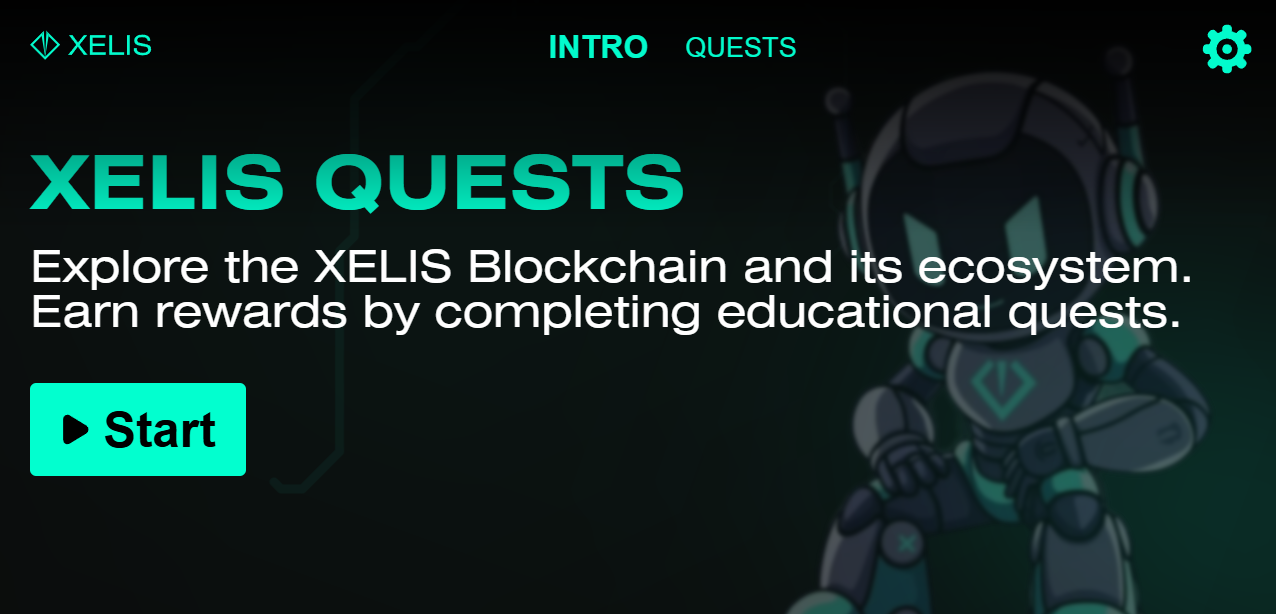 XELIS
INTRO QUESTS
XELIS QUESTS
Explore the XELIS Blockchain and its ecosystem.
Earn rewards by completing educational quests.
Start